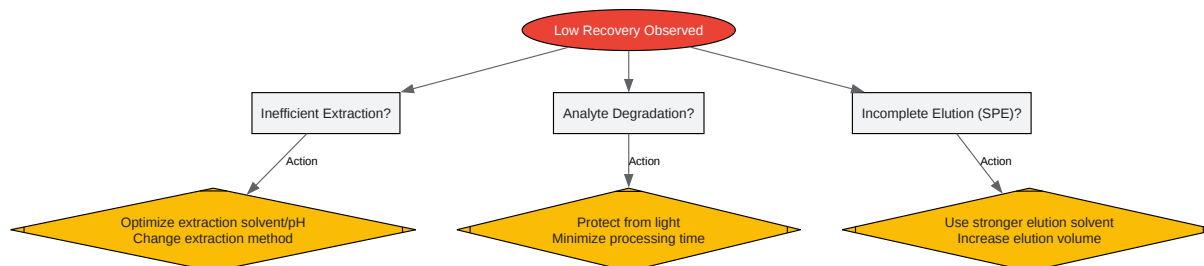 Low Recovery Observed
Inefficient Extraction?
Analyte Degradation?
Incomplete Elution (SPE)?
Action
Action
Action
Optimize extraction solvent/pH
Change extraction method
Protect from light
Minimize processing time
Use stronger elution solvent
Increase elution volume